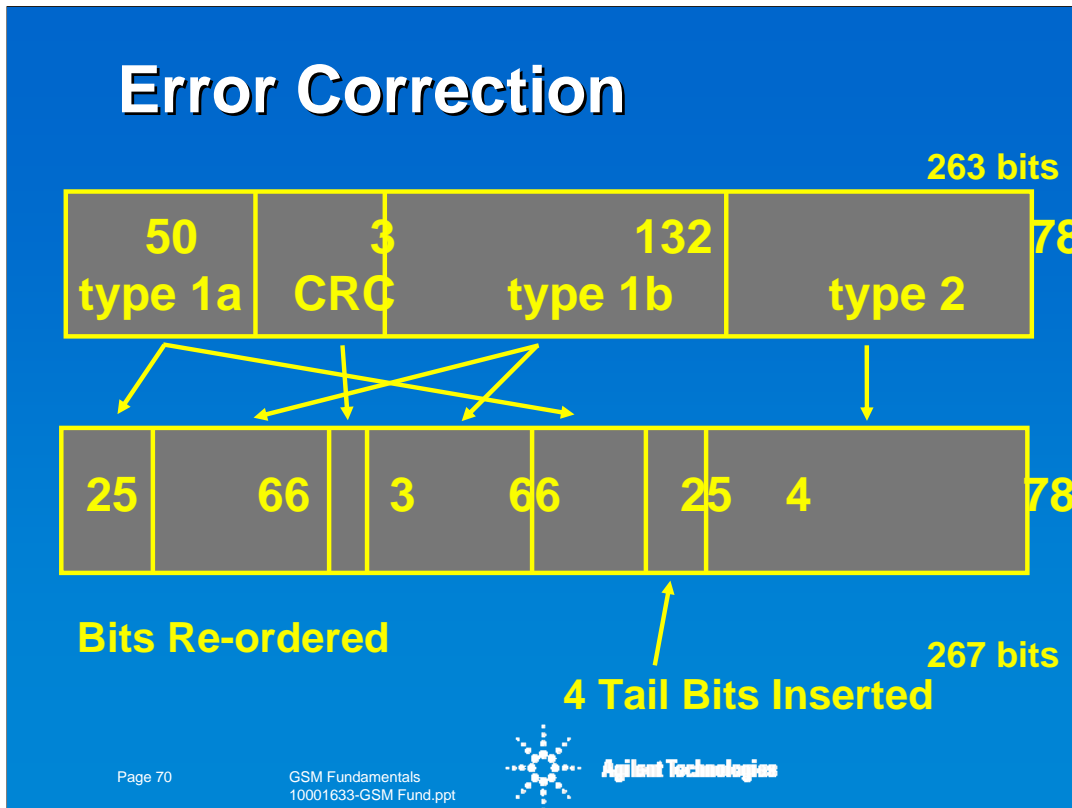 Error Correction
263 bits
50 3 132 78
type 1a CRC type 1b type 2
25 66 3 66 25 4 78
Bits Re-ordered
267 bits
4 Tail Bits Inserted
Page 70
GSM Fundamentals
10001633-GSM Fund.ppt
Agilent Technologies